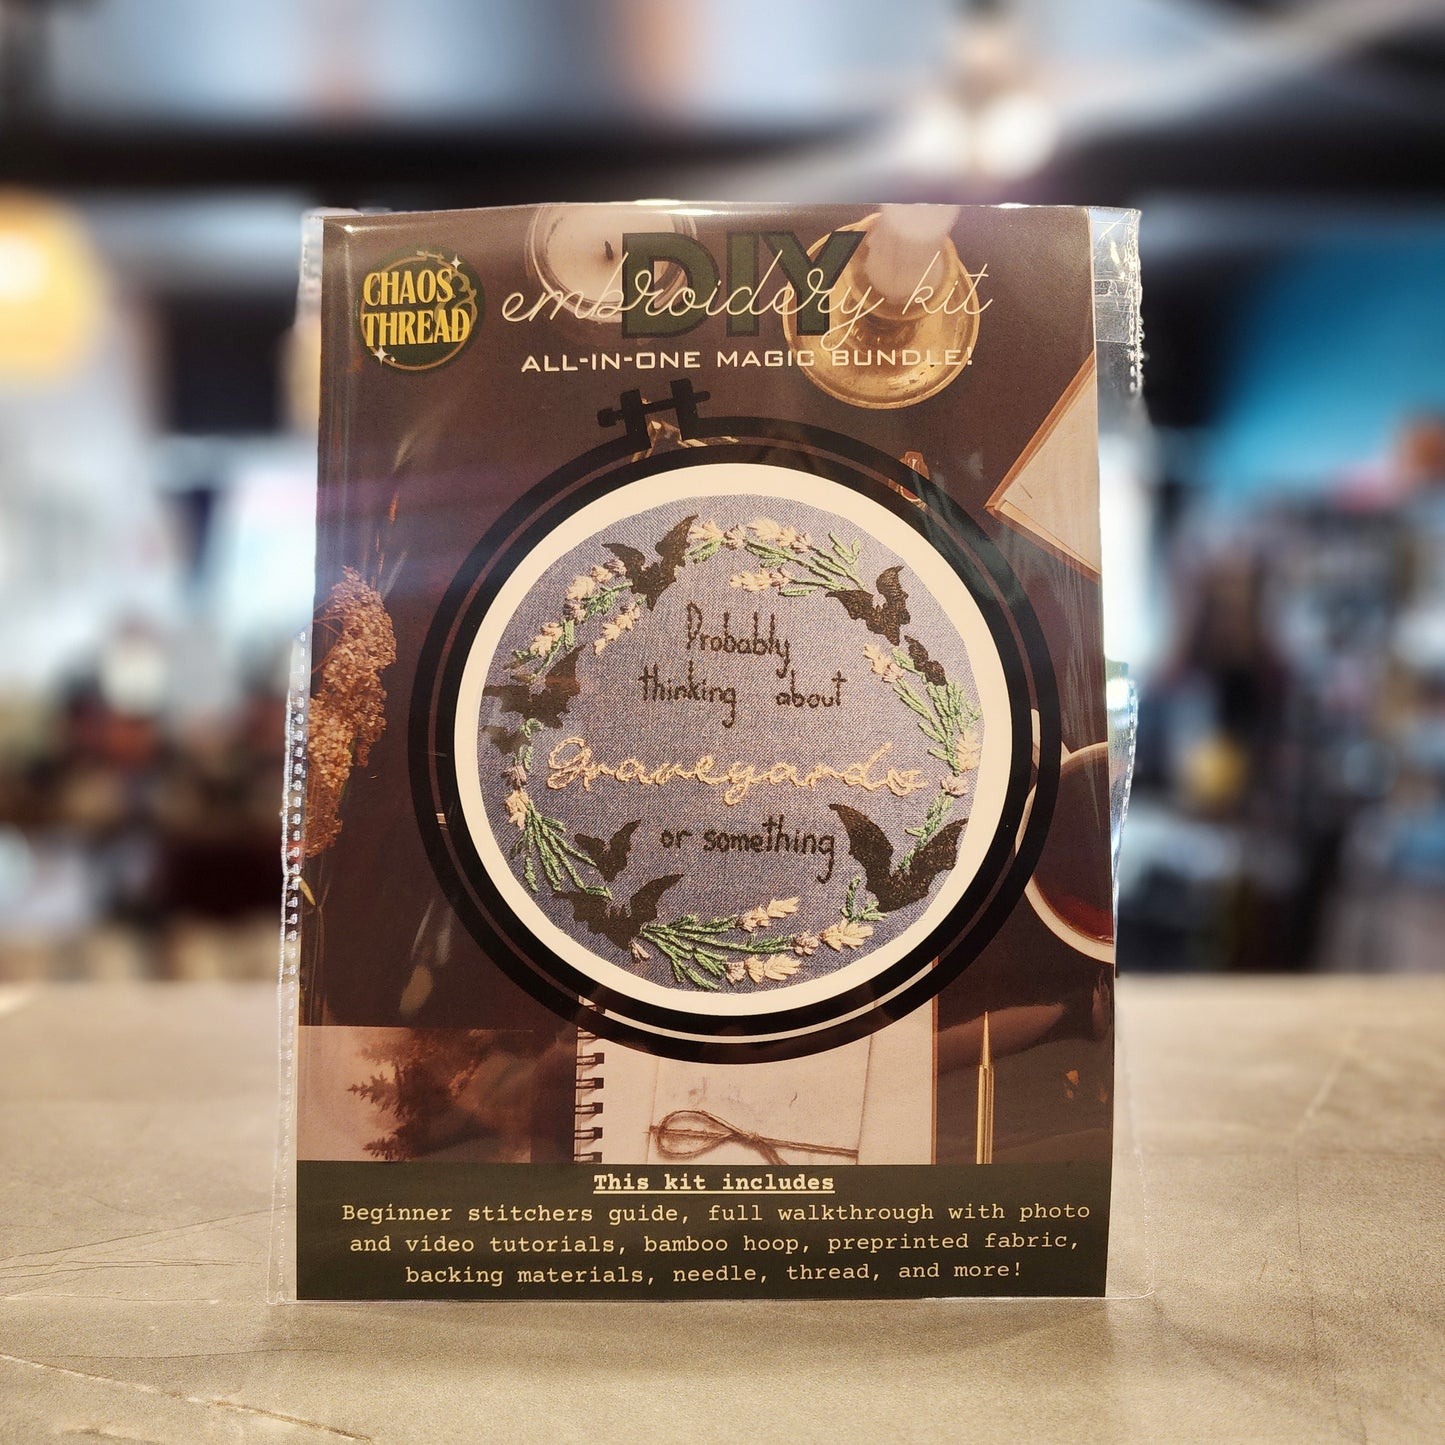 CHAOS
THREAD
DIY
embroidery kit
ALL-IN-ONE MAGIC BUNDLE!
Probably
thinking about
Graveyards
or something
This kit includes
Beginner stitchers guide, full walkthrough with photo
and video tutorials, bamboo hoop, preprinted fabric,
backing materials, needle, thread, and more!